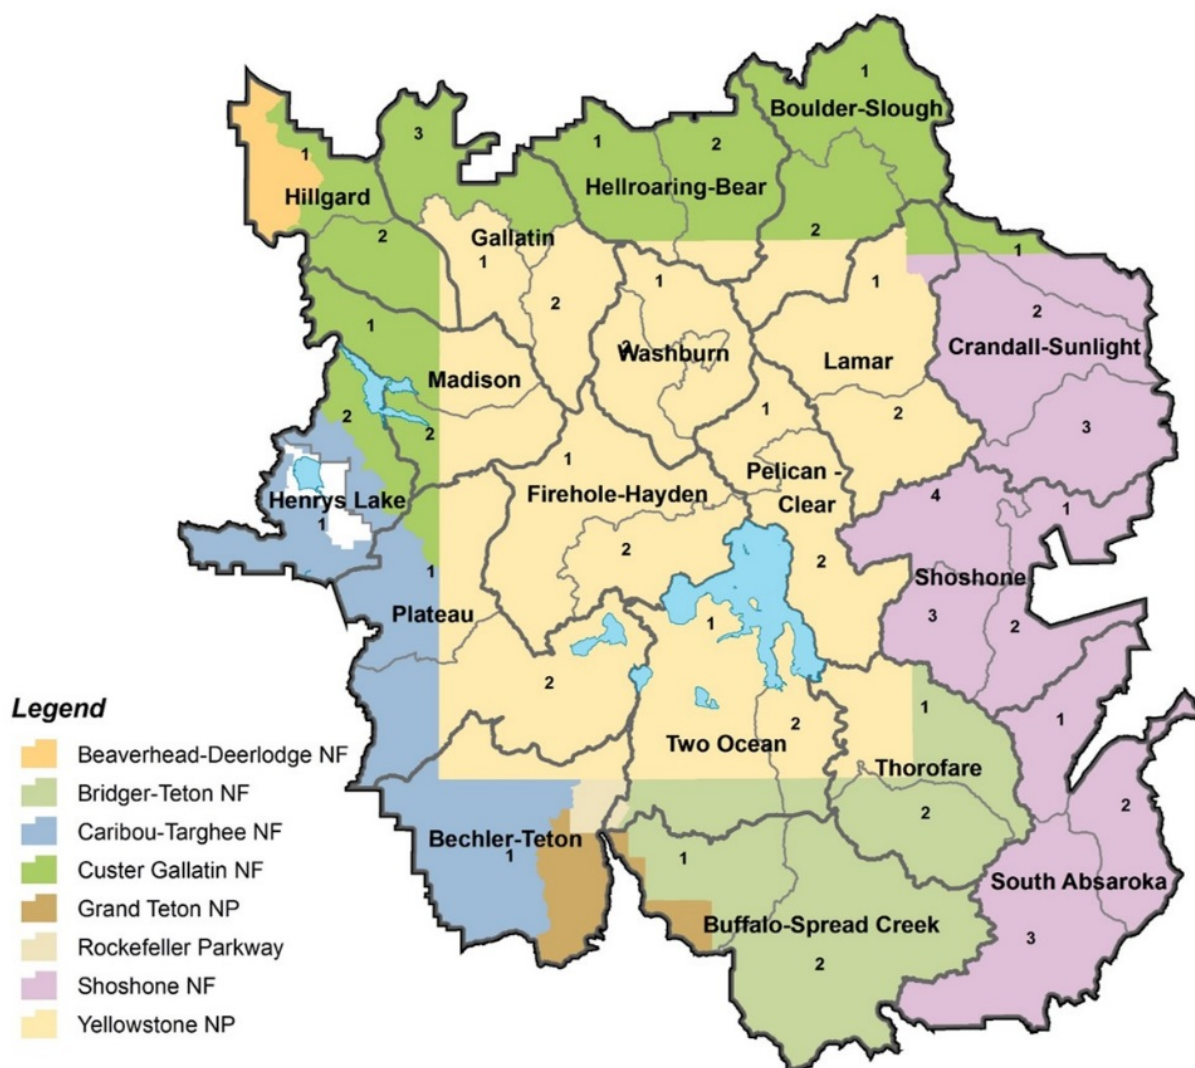 1
Boulder-Slough
3
1
2
1
Hillgard
Hellroaring-Bear
2
Gallatin
2
1
1
1
1
2
2
2
1
Washburn
Lamar
Crandall-Sunlight
Madison
2
2
1
2
3
1
Pelican -
Clear
Firehole-Hayden
4
Henrys Lake
1
1
2
2
Shoshone
1
Plateau
1
3
2
2
1
1
2
Two Ocean
Thorofare
2
2
Bechler-Teton
1
1
South Absaroka
Buffalo-Spread Creek
3
2
Legend
Beaverhead-Deerlodge NF
Bridger-Teton NF
Caribou-Targhee NF
Custer Gallatin NF
Grand Teton NP
Rockefeller Parkway
Shoshone NF
Yellowstone NP